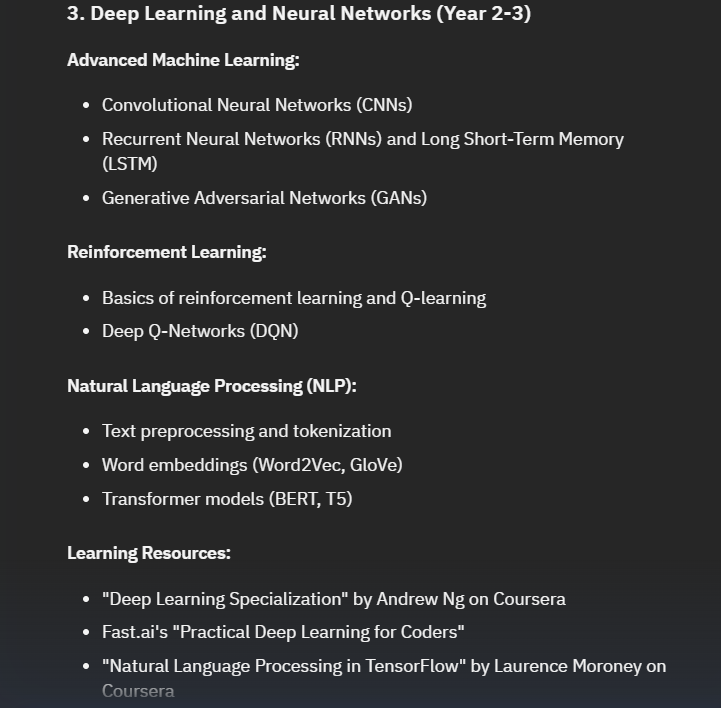 3. Deep Learning and Neural Networks (Year 2-3)
Advanced Machine Learning:
• Convolutional Neural Networks (CNNs)
• Recurrent Neural Networks (RNNs) and Long Short-Term Memory
(LSTM)
• Generative Adversarial Networks (GANs)
Reinforcement Learning:
• Basics of reinforcement learning and Q-learning
• Deep Q-Networks (DQN)
Natural Language Processing (NLP):
• Text preprocessing and tokenization
• Word embeddings (Word2Vec, GloVe)
• Transformer models (BERT, T5)
Learning Resources:
• "Deep Learning Specialization" by Andrew Ng on Coursera
• Fast.ai's "Practical Deep Learning for Coders"
• "Natural Language Processing in TensorFlow" by Laurence Moroney on
Coursera